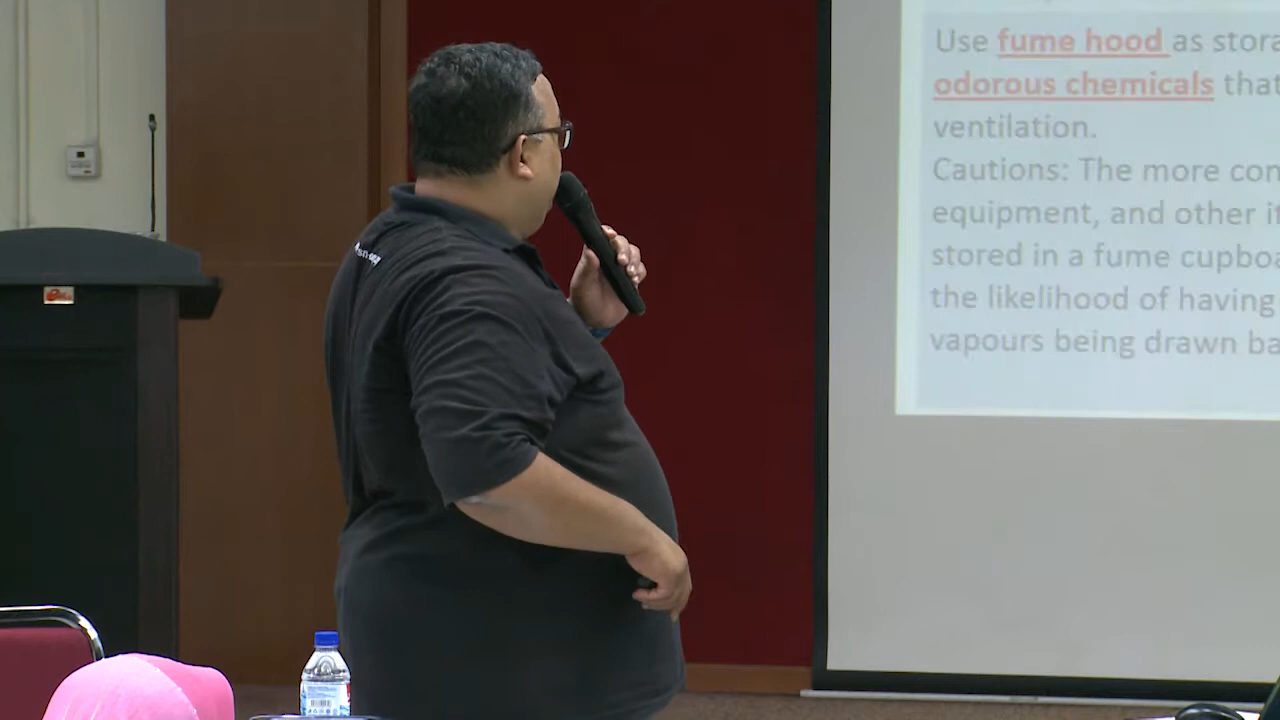 Use fume hood as stora
odorous chemicals that
ventilation.
Cautions: The more con
equipment, and other it
stored in a fume cupboa
the likelihood of having
vapours being drawn ba